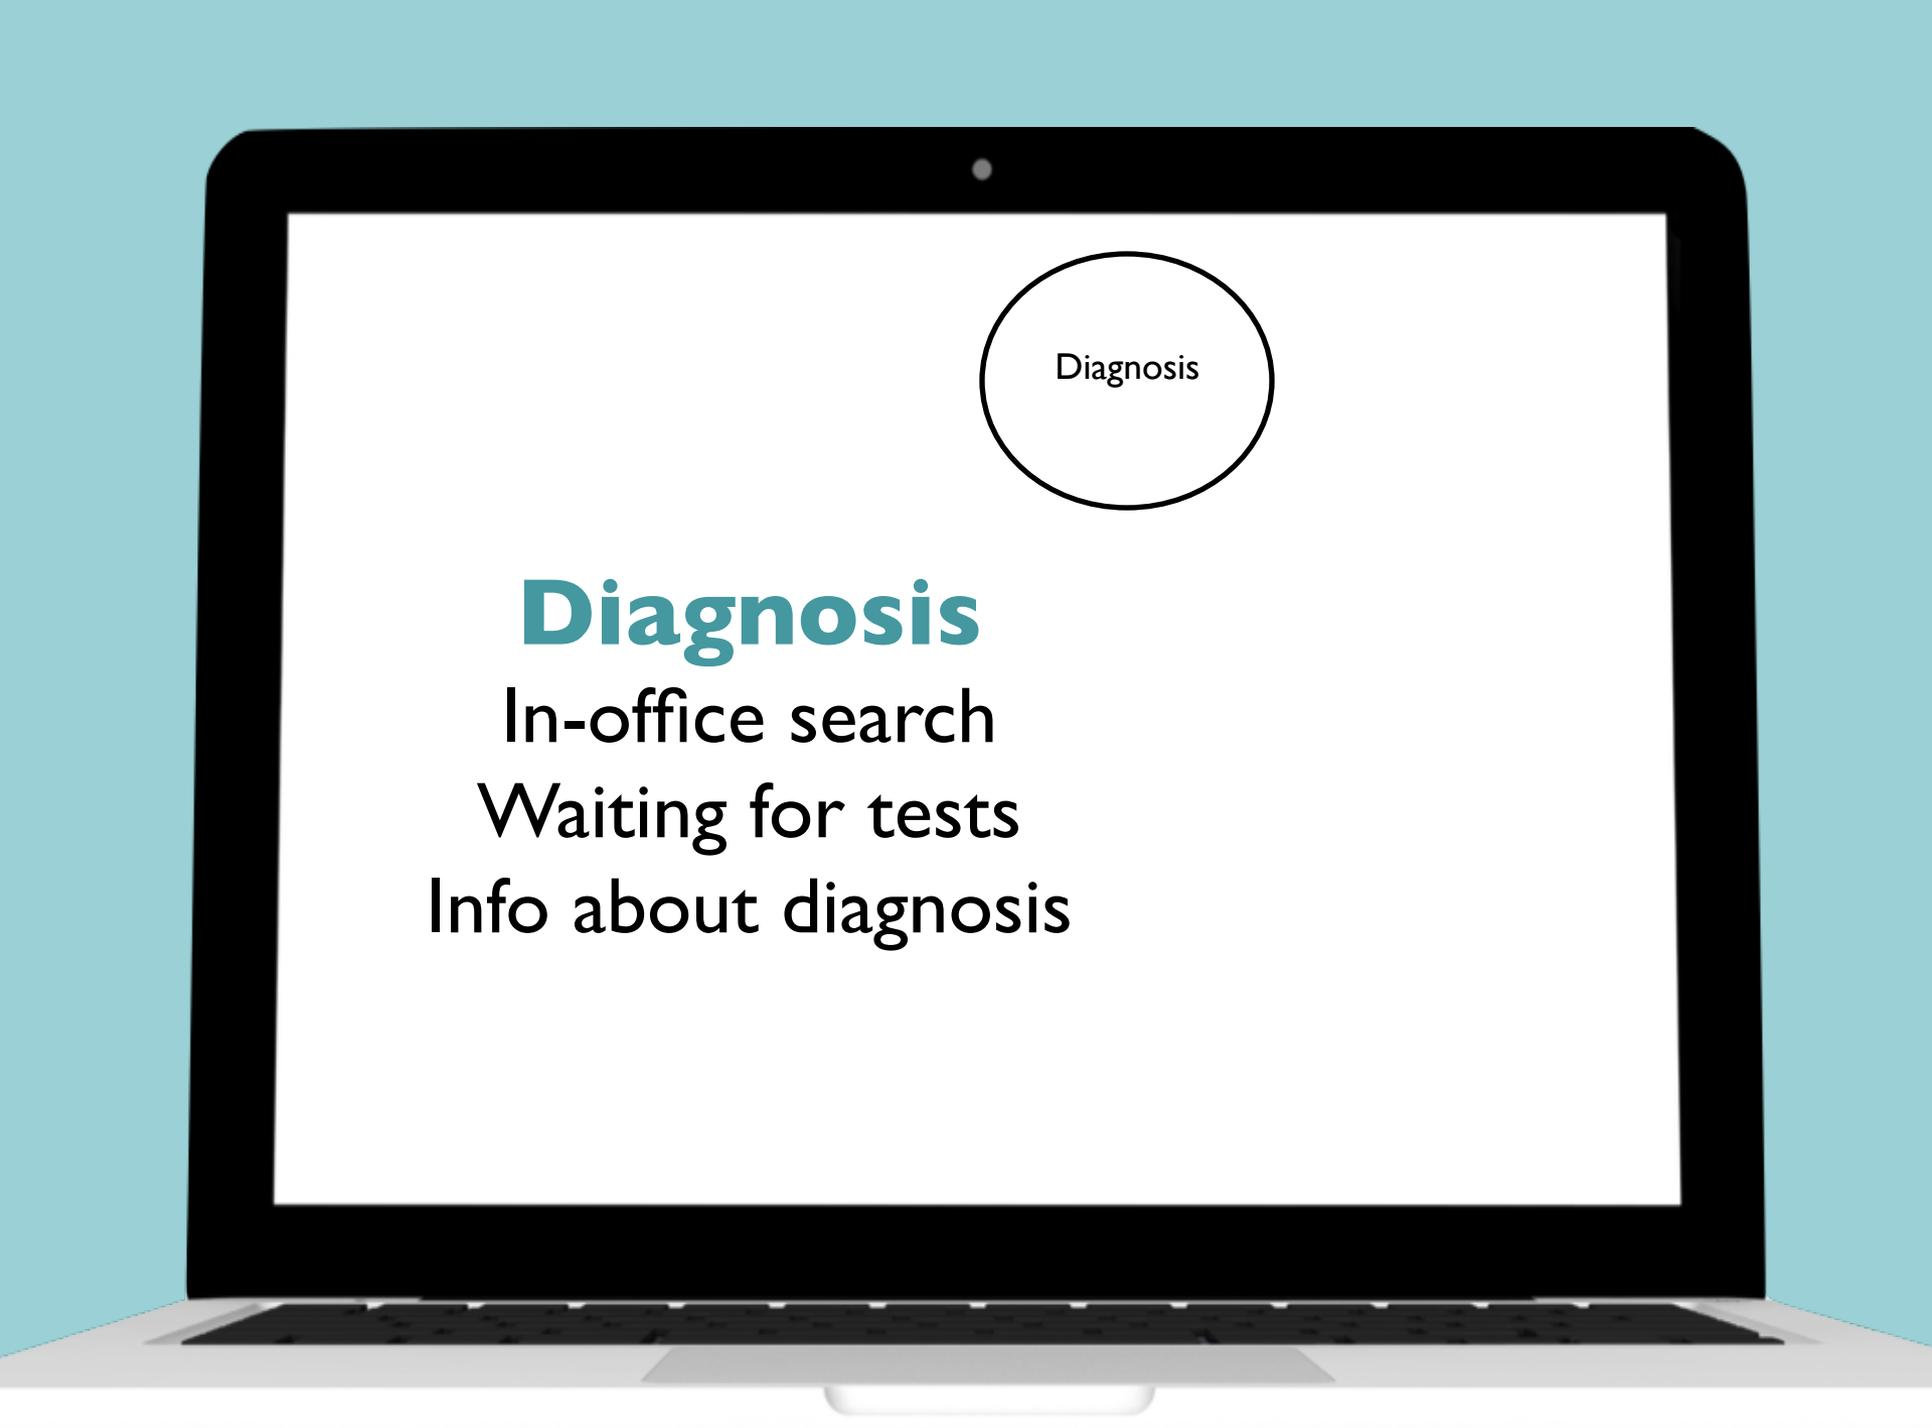 Diagnosis
Diagnosis
In-office search
Waiting for tests
Info about diagnosis